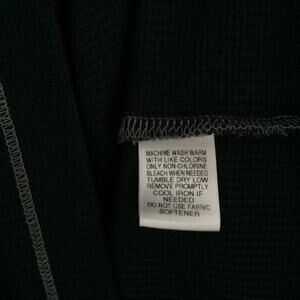 MACHINE WASH WARM
WITH LIKE COLORS
ONLY NON-CHLORINE
BLEACH WHEN NEEDED
TUMBLE DRY LOW
REMOVE PROMPTLY
COOL IRON IF
NEEDED
DO NOT USE FABRIC
SOFTENER